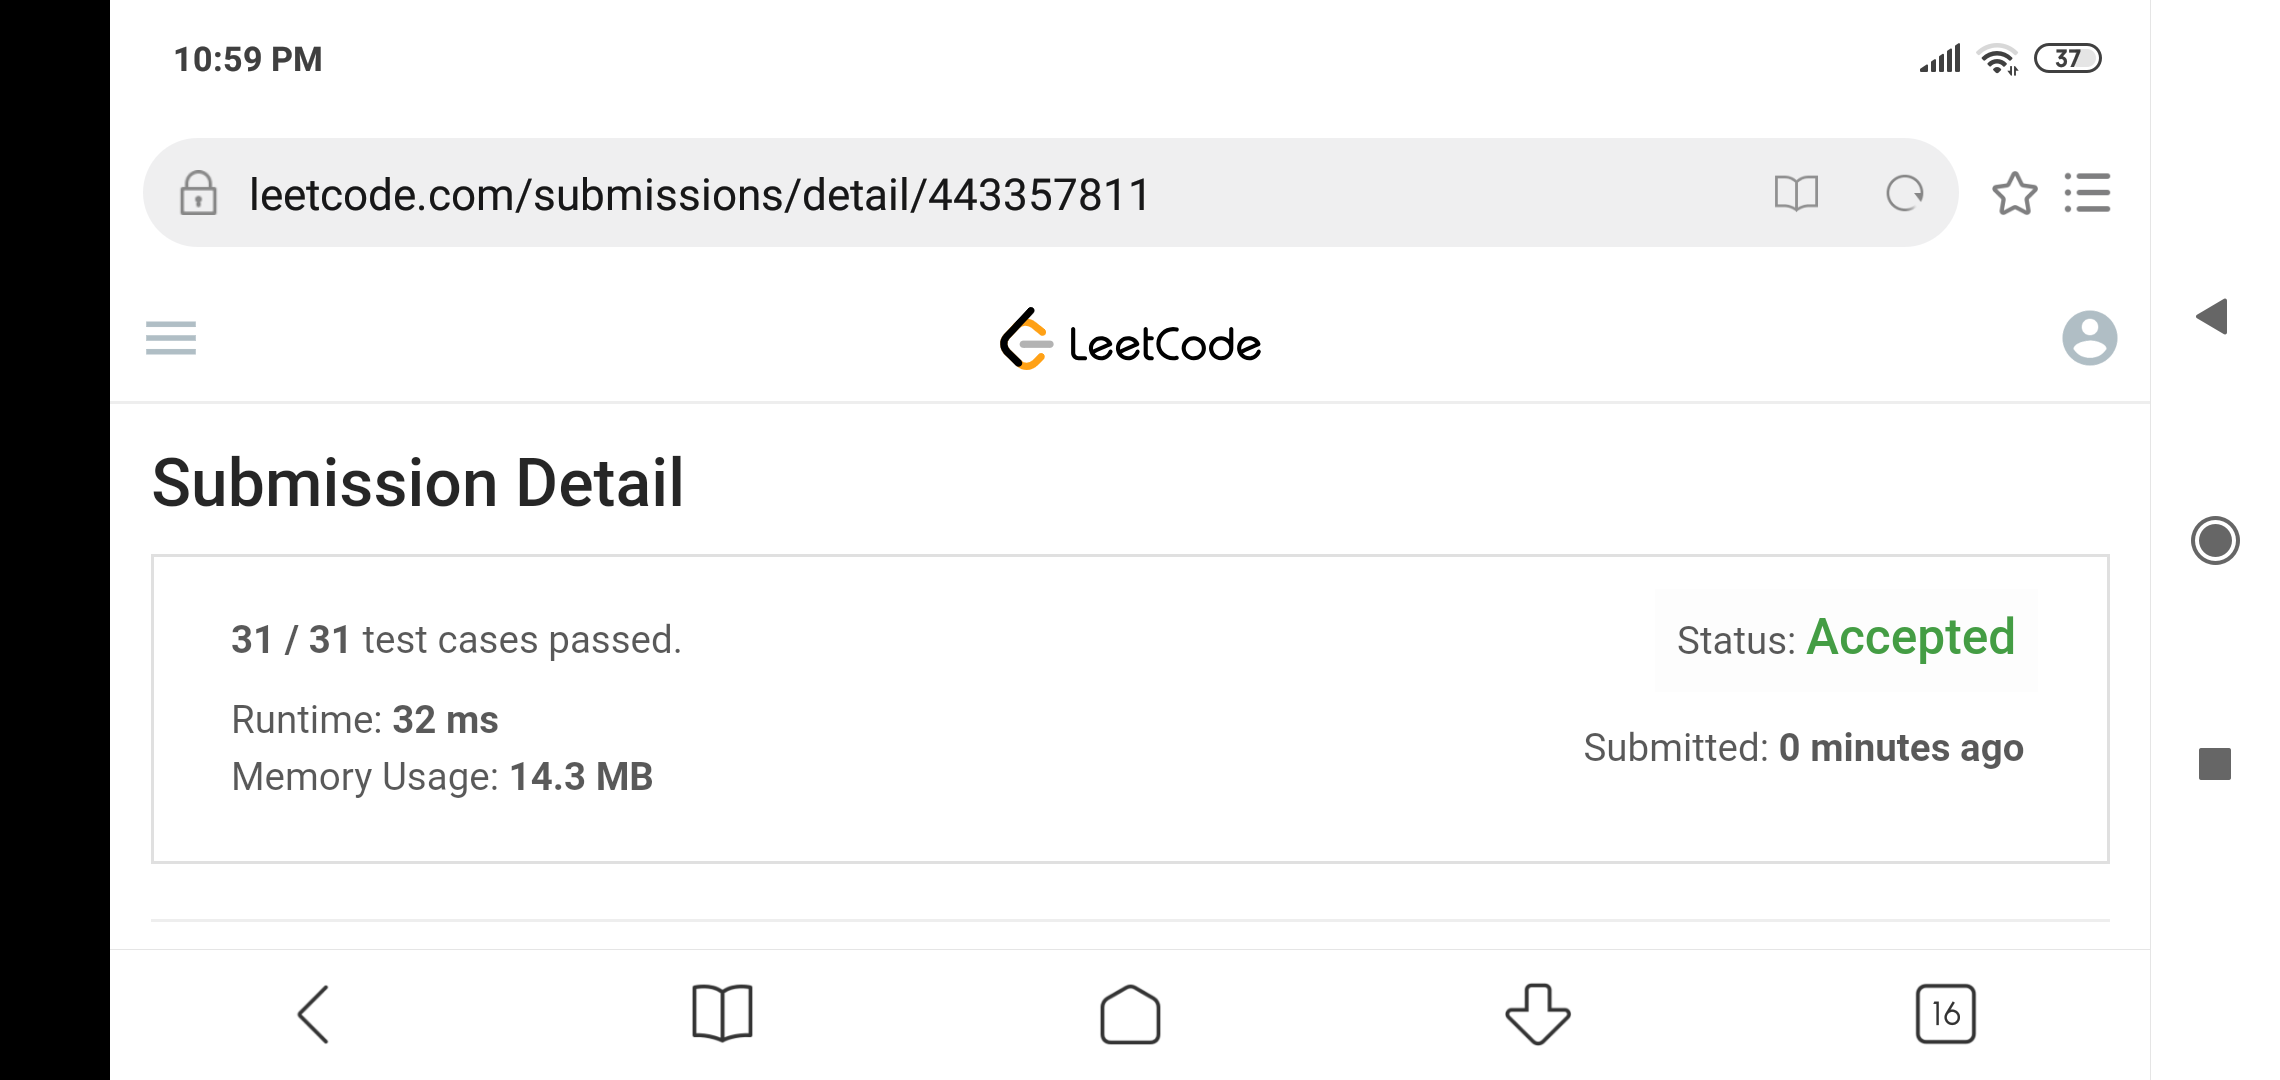 10:59 PM
37
leetcode.com/submissions/detail/443357811
LeetCode
Submission Detail
31 / 31 test cases passed.
Status: Accepted
Runtime: 32 ms
Submitted: 0 minutes ago
Memory Usage: 14.3 MB
16